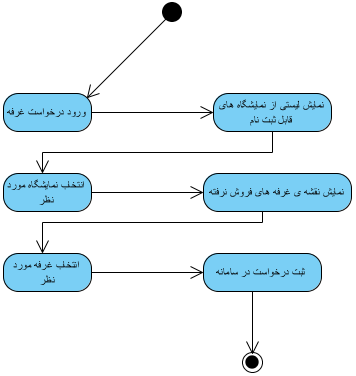 ورود درخواست غرفه
نمایش لیستی از نمایشگاه های
قابل ثبت نام
انتخاب نمایشگاه مورد
نظر
نمایش نقشه ی غرفه های فروش نرفته
انتخاب غرفه مورد
نظر
ثبت درخواست در سامانه